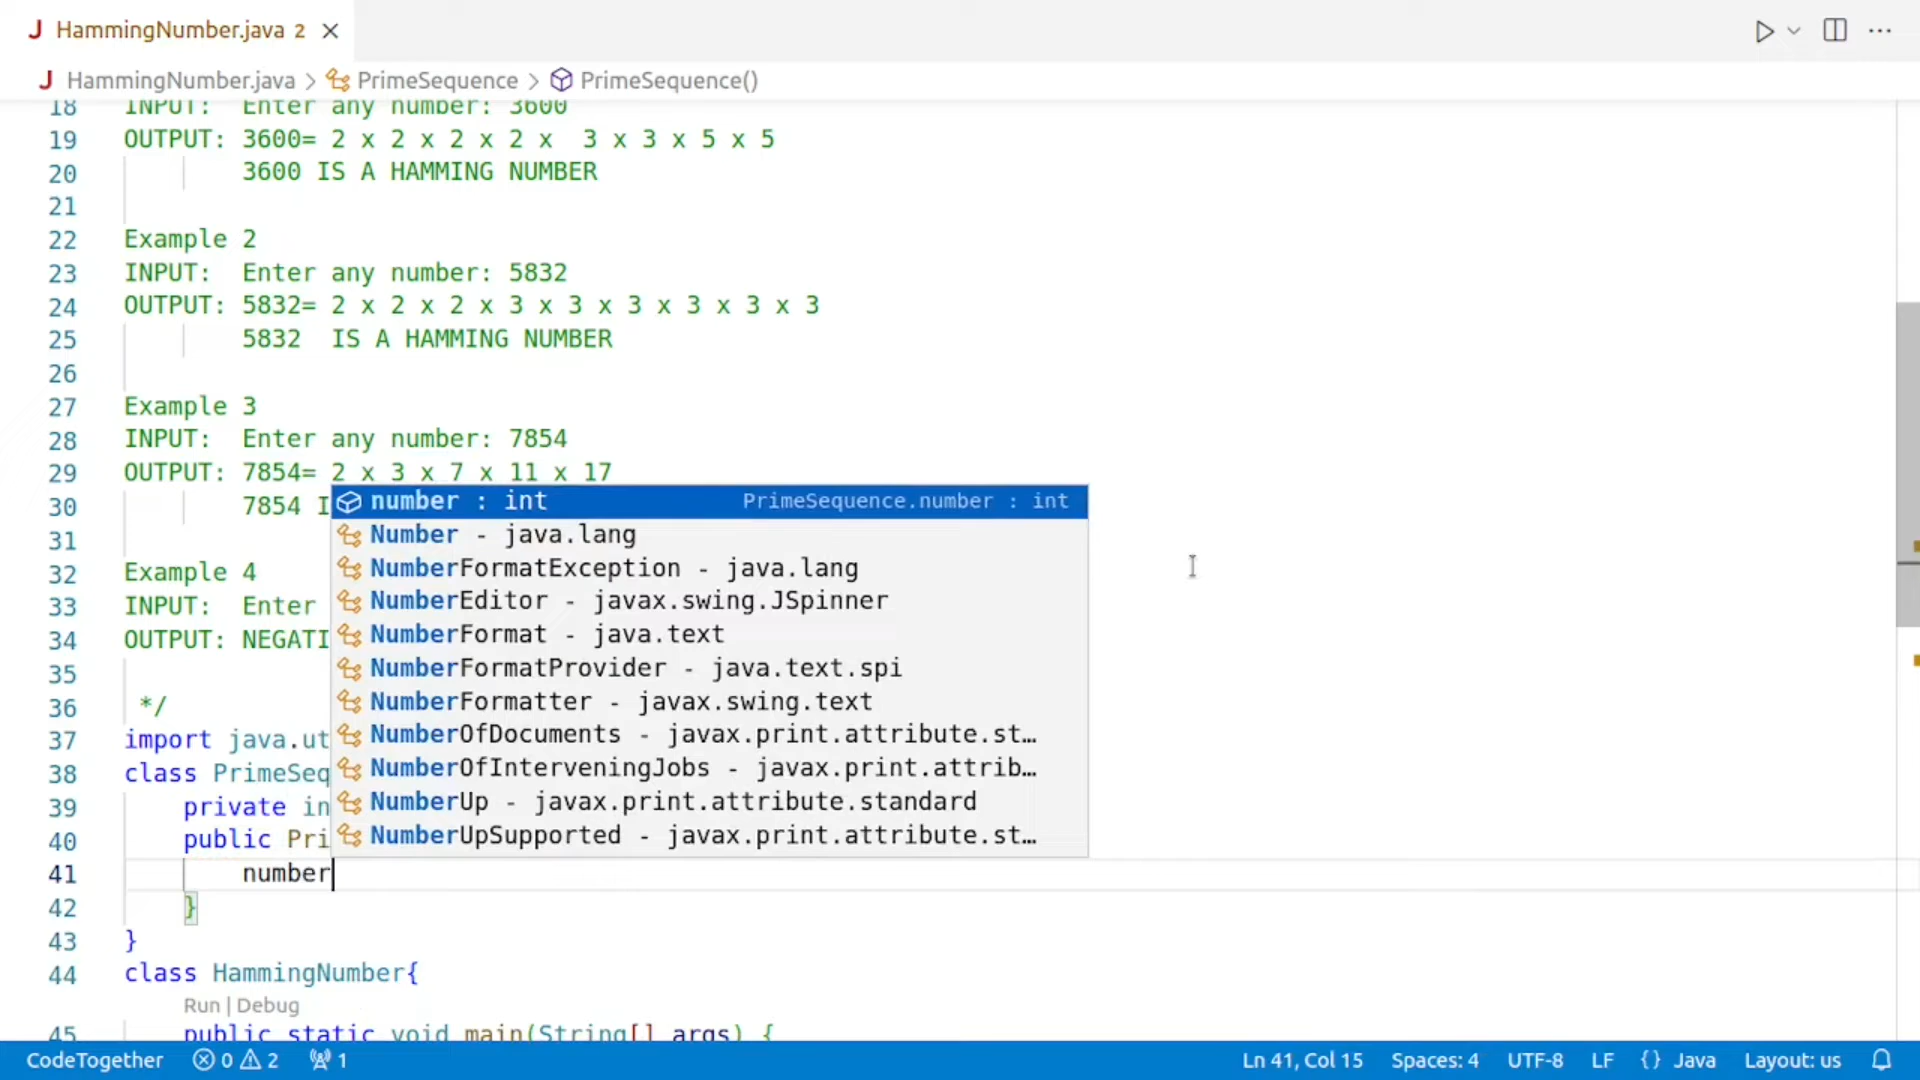 J HammingNumber.java 2 ×
J HammingNumber.java > PrimeSequence > PrimeSequence()
18 INPUT:  Enter any number: 3600
19 OUTPUT: 3600= 2 x 2 x 2 x 2 x  3 x 3 x 5 x 5
20 3600 IS A HAMMING NUMBER
21
22 Example 2
23 INPUT:  Enter any number: 5832
24 OUTPUT: 5832= 2 x 2 x 2 x 3 x 3 x 3 x 3 x 3 x 3
25 5832  IS A HAMMING NUMBER
26
27 Example 3
28 INPUT:  Enter any number: 7854
29 OUTPUT: 7854= 2 x 3 x 7 x 11 x 17
30 7854 I
number : int PrimeSequence.number : int
Number - java.lang
31
NumberFormatException - java.lang
32 Example 4
33 INPUT:  Enter
NumberEditor - javax.swing.JSpinner
34 OUTPUT: NEGATI
NumberFormat - java.text
35
NumberFormatProvider - java.text.spi
36 */
NumberFormatter - javax.swing.text
37 import java.ut
NumberOfDocuments - javax.print.attribute.st…
38 class PrimeSeq
NumberOfInterveningJobs - javax.print.attrib…
39 private in
NumberUp - javax.print.attribute.standard
40 public Pri
NumberUpSupported - javax.print.attribute.st…
41 number
42 }
43 }
44 class HammingNumber{
Run | Debug
45 public static void main(String[] args) {
CodeTogether 0 2 1 Ln 41, Col 15 Spaces: 4 UTF-8 LF {} Java Layout: us